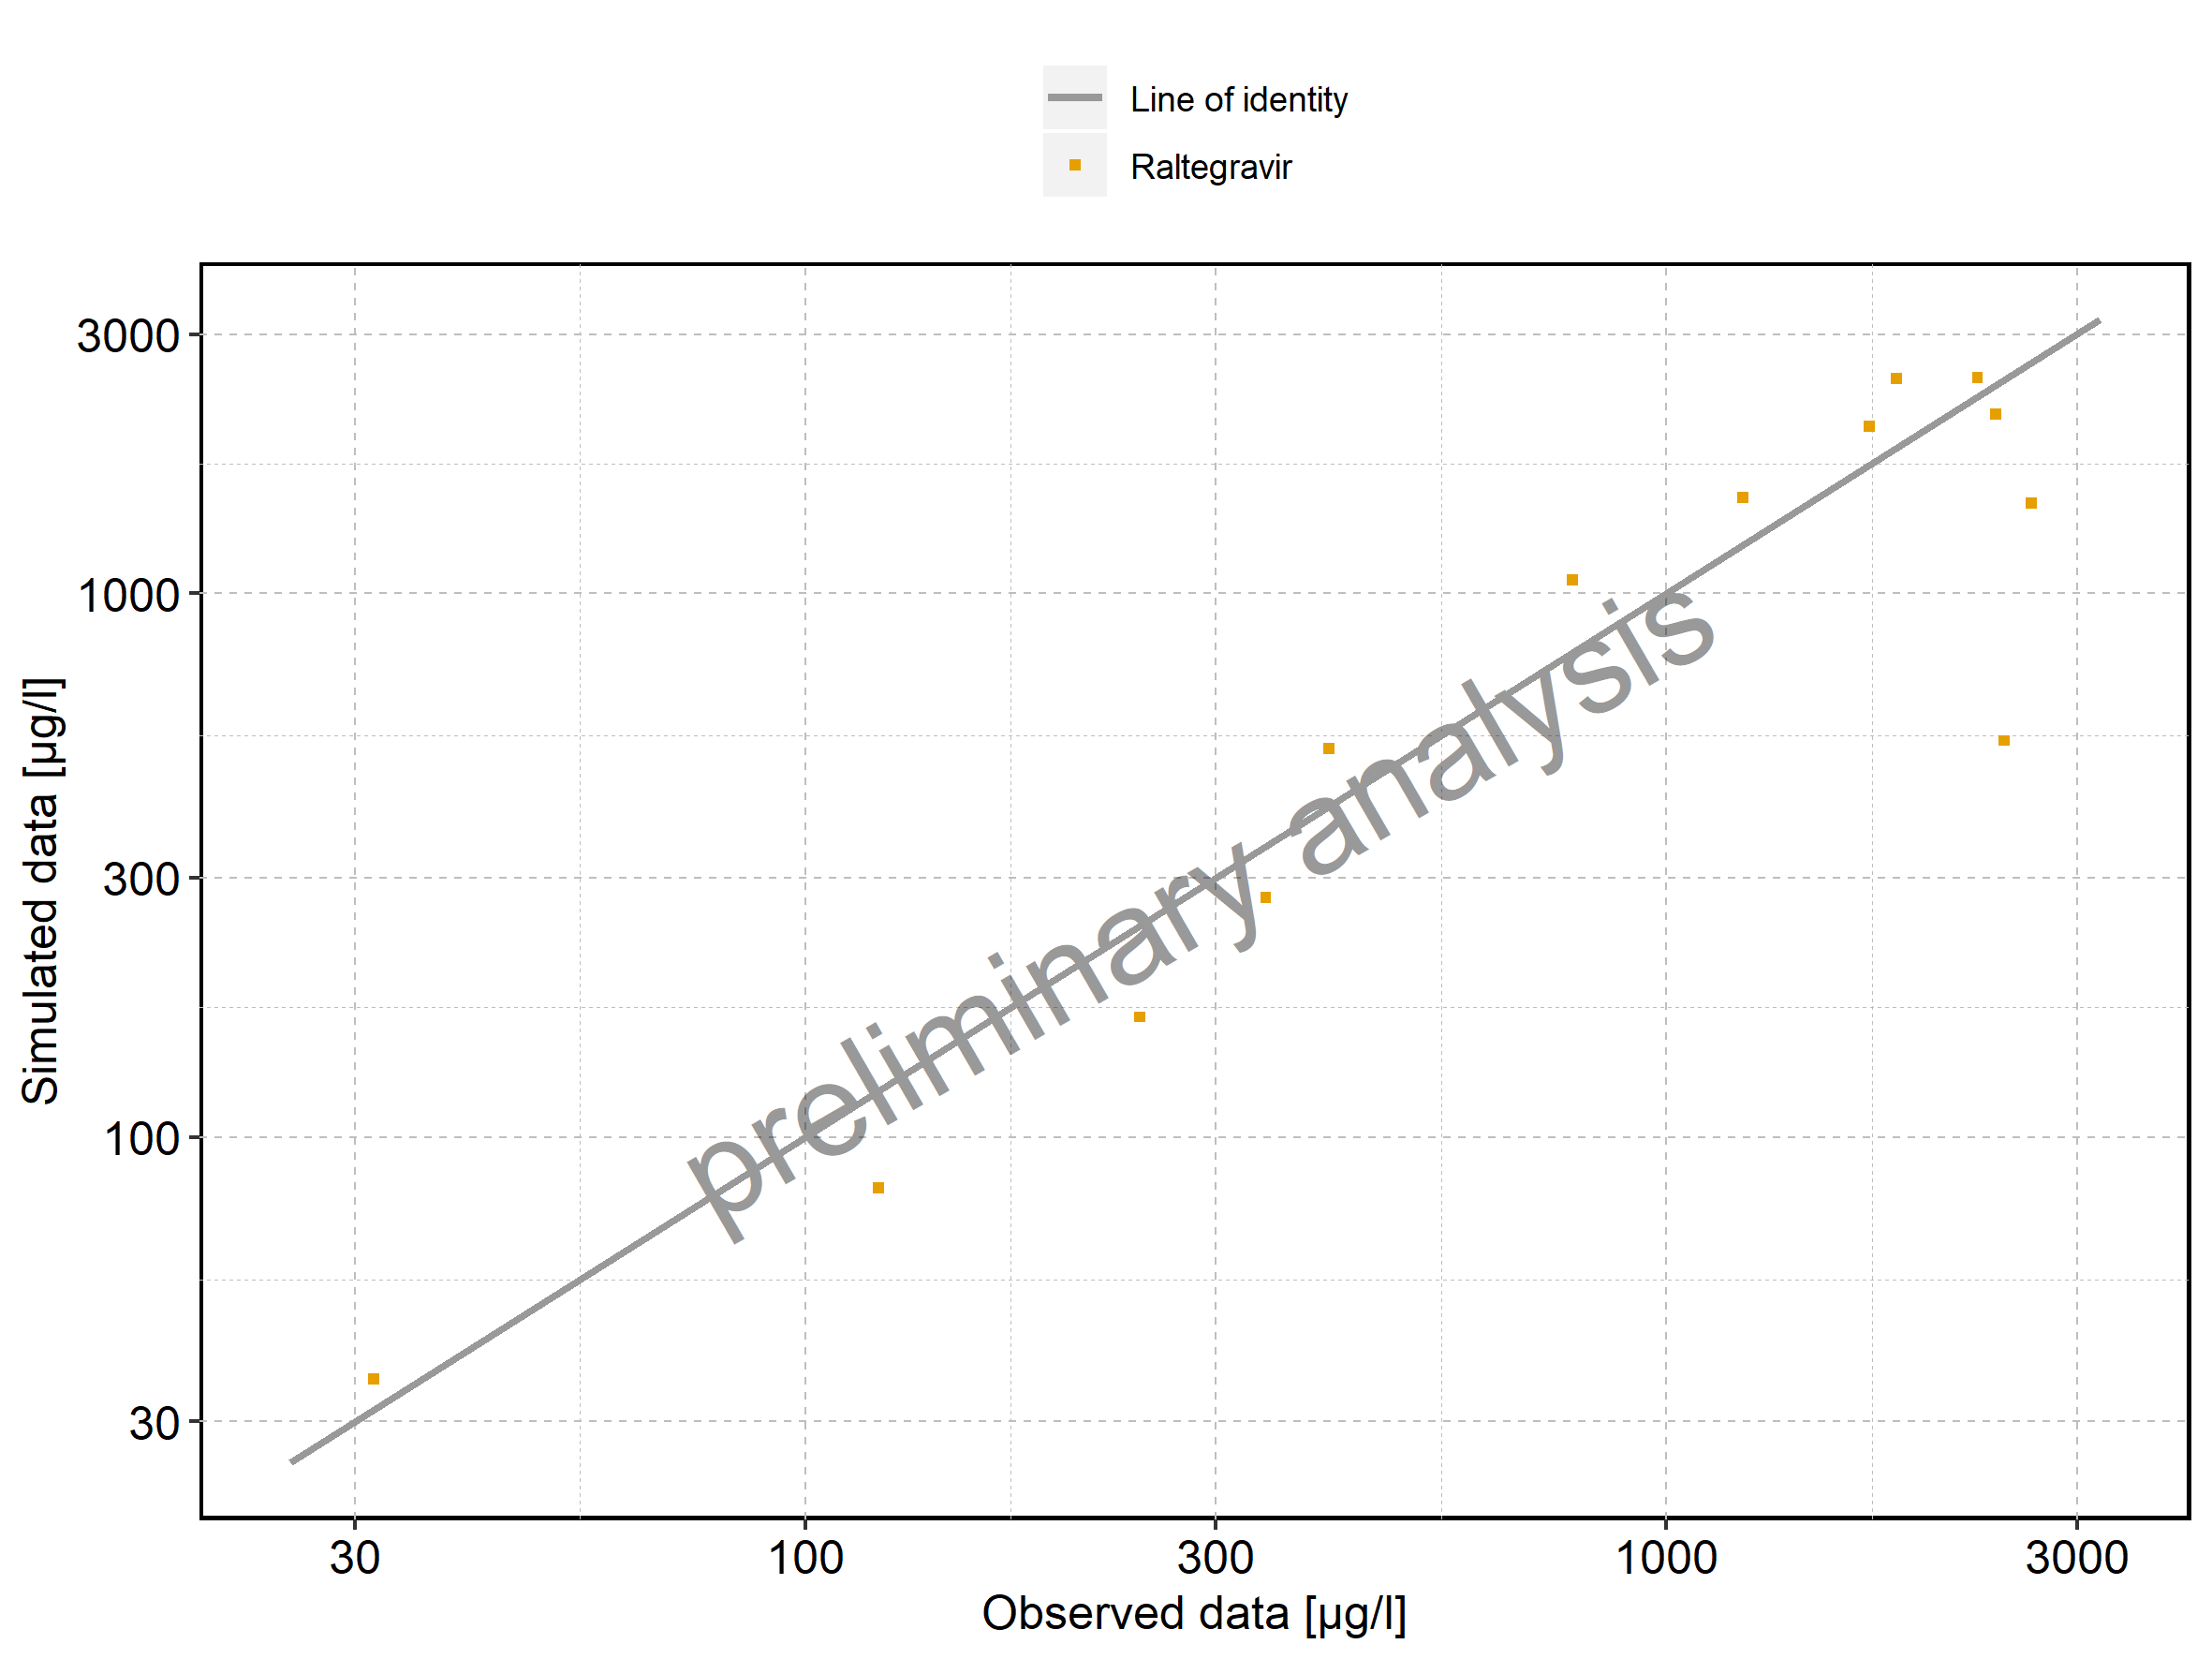 Line of identity
Raltegravir
3000
1000
300
100
30
Simulated data [µg/l]
preliminary analysis
30 100 300 1000 3000
Observed data [µg/l]